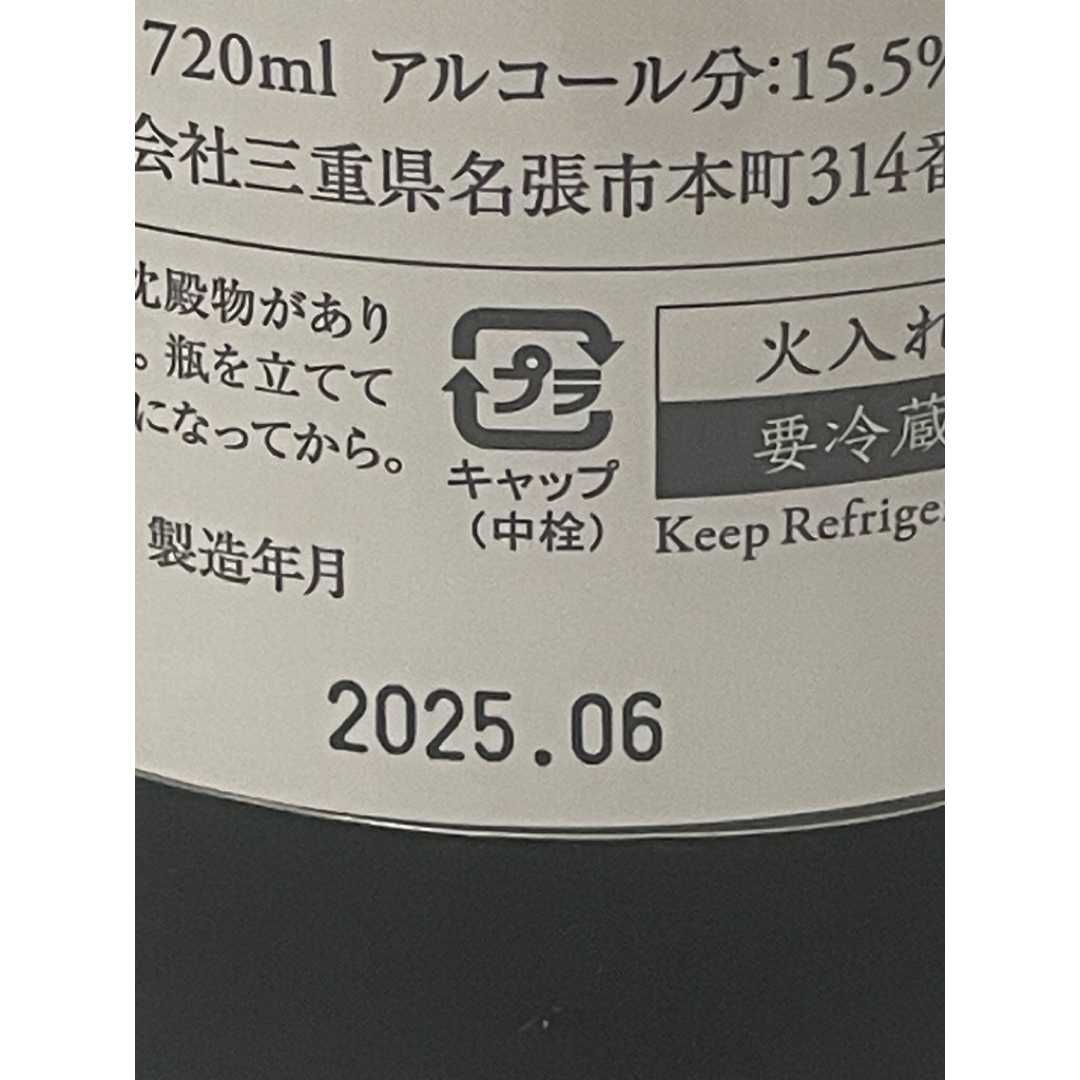 720ml アルコール分:15.5%
会社三重県名張市本町314番
沈殿物があり
。瓶を立てて
になってから。
プラ
キャップ
(中栓)
火入れ
要冷蔵
Keep Refrige
製造年月
2025.06